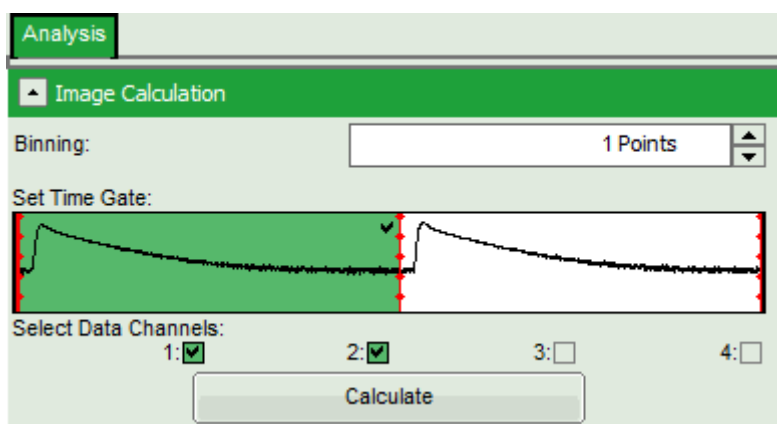 Analysis
Image Calculation
Binning: 1 Points
Set Time Gate:
Select Data Channels:
1: 2: 3: 4:
Calculate